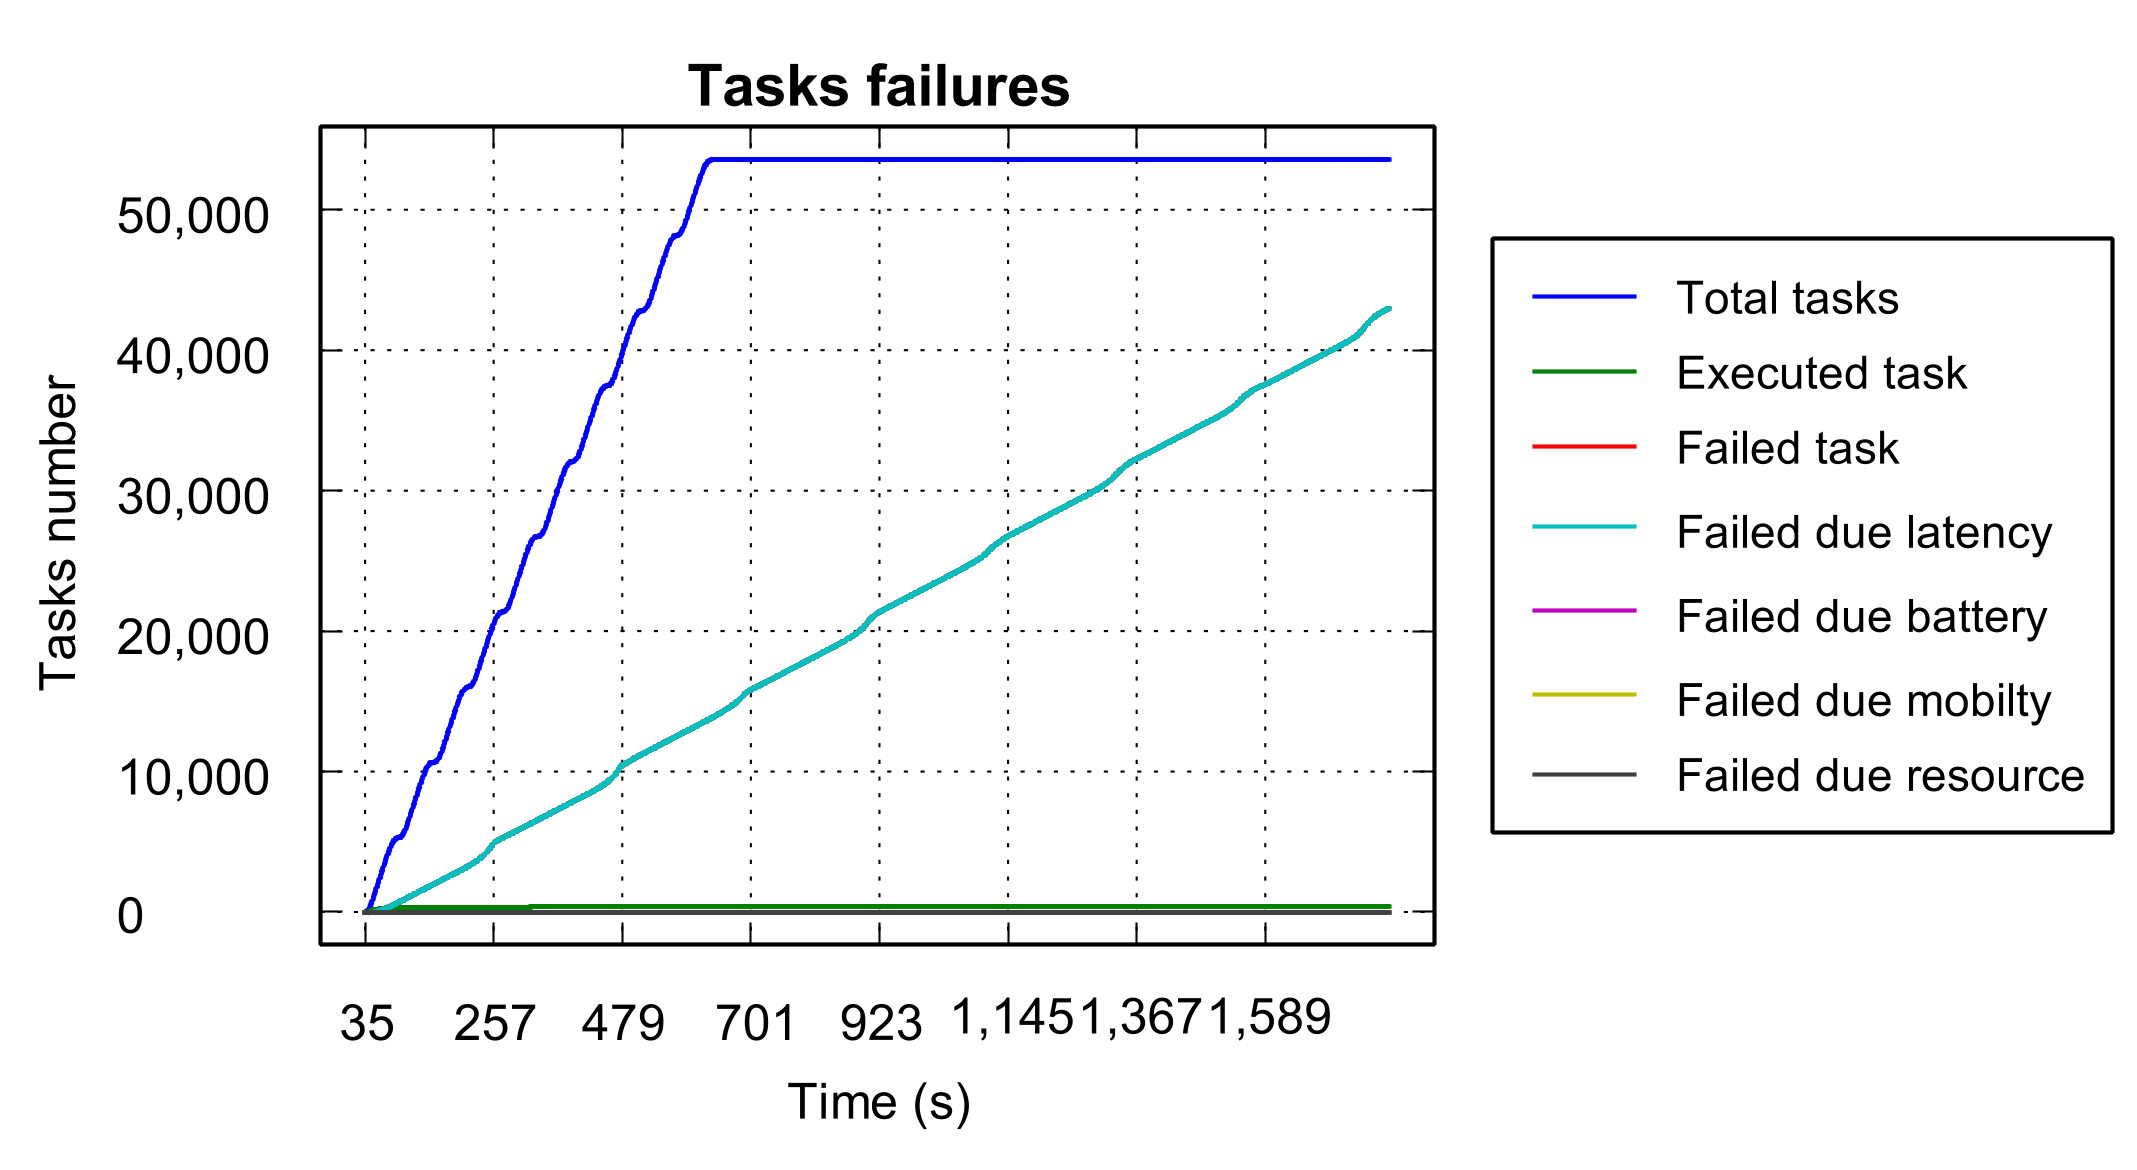 Tasks failures
Tasks number
50,000
40,000
30,000
20,000
10,000
0
35 257 479 701 923 1,145 1,367 1,589
Time (s)
Total tasks
Executed task
Failed task
Failed due latency
Failed due battery
Failed due mobilty
Failed due resource